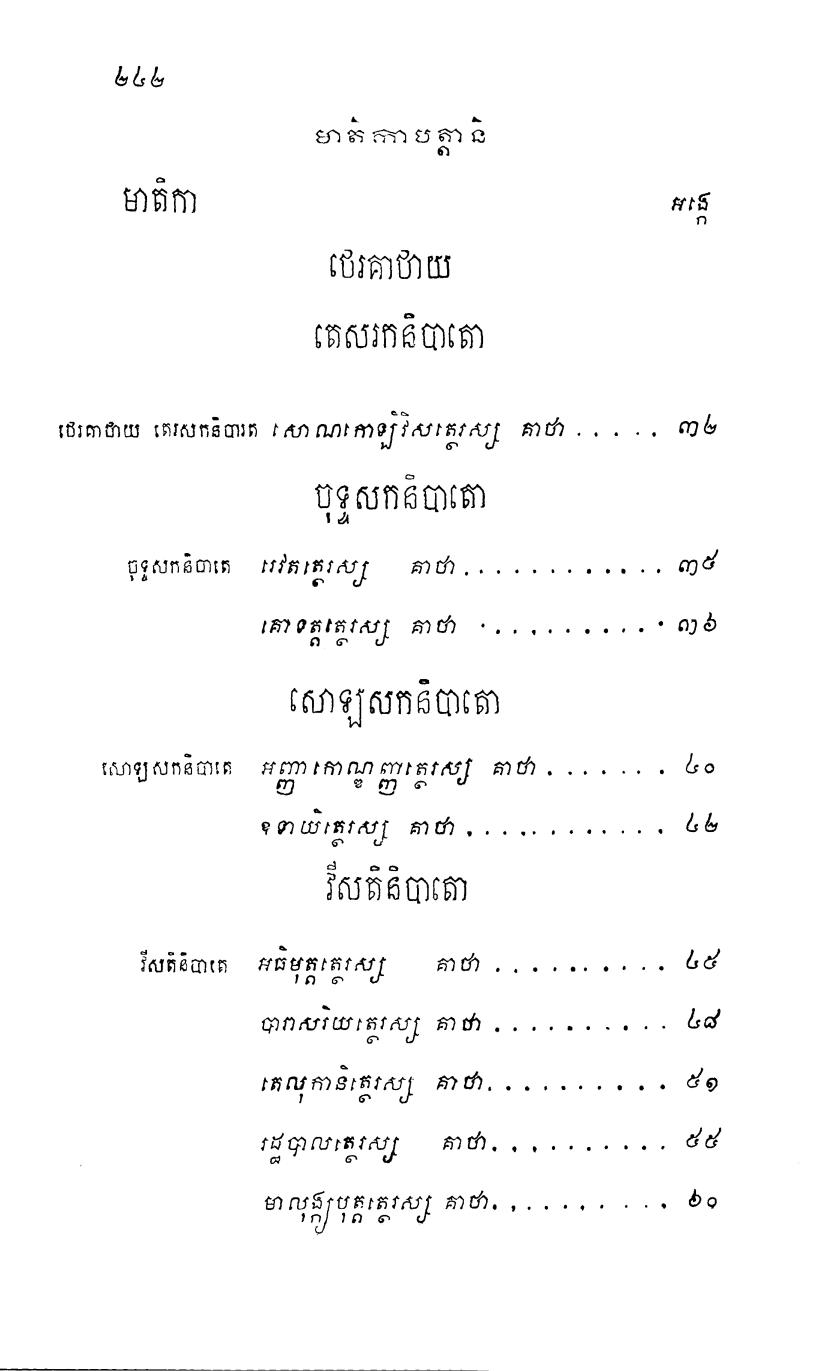 ២៤២
មាតិកាបត្តានិ
មាតិកា អង្កេ
ថេរគាថាយ
តេសរកនិបាតោ
ថេរគាថាយ តេរសកនិបារត សោណកោឡិវិសត្ថេរស្ស គាថា . . . . . ៣២
ចុទ្ទសកនិបាតោ
ចុទ្ទសកនិបាតេ រេវតត្ថេរស្ស គាថា . . . . . . . . . . . . . ៣៥
គោទត្តត្ថេរស្ស គាថា . . . . . . . . . . . ៣៦
សោឡសកនិបាតោ
សោឡសកនិបាតេ អញ្ញាកោណ្ឌញ្ញត្ថេរស្ស គាថា . . . . . . . ៤០
ឧទាយិត្ថេរស្ស គាថា . . . . . . . . . . . . ៤២
វីសតិនិបាតោ
វីសតិនិបាតេ អធិមុត្តត្ថេរស្ស គាថា . . . . . . . . . . ៤៥
បារាសរិយត្ថេរស្ស គាថា . . . . . . . . . . . ៤៨
តេលុកានិត្ថេរស្ស គាថា . . . . . . . . . . . ៥១
រដ្ឋបាលត្ថេរស្ស គាថា . . . . . . . . . . . ៥៥
មាលុង្ក្យបុត្តត្ថេរស្ស គាថា . . . . . . . . . . . ៦០